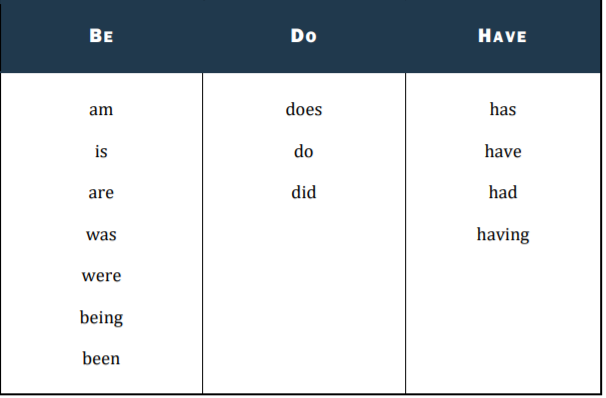 BE DO HAVE
am does has
is do have
are did had
was having
were
being
been